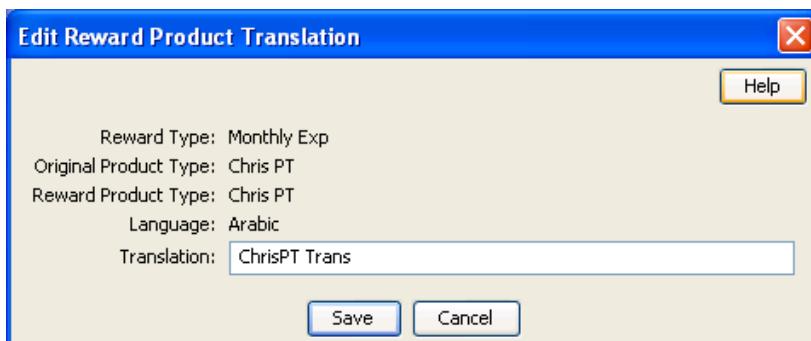 Edit Reward Product Translation
Help
Reward Type: Monthly Exp
Original Product Type: Chris PT
Reward Product Type: Chris PT
Language: Arabic
Translation: ChrisPT Trans
Save Cancel